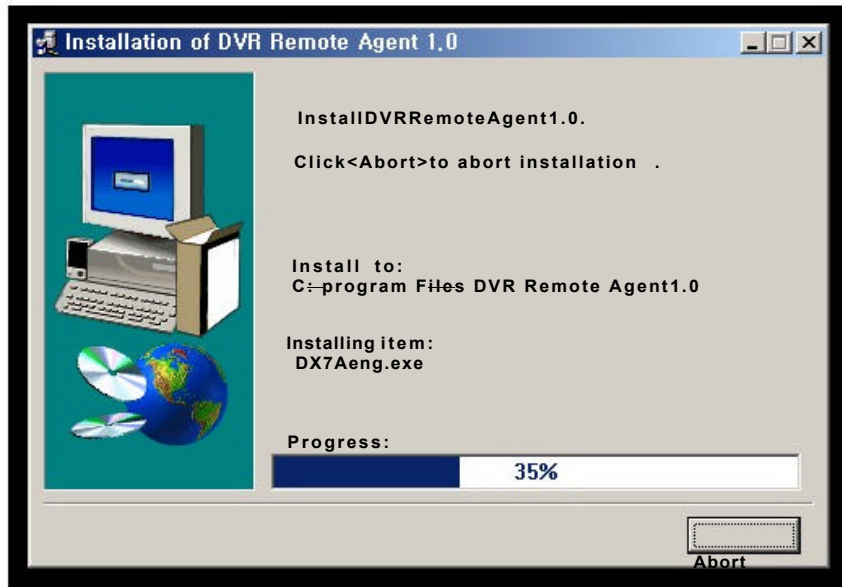 Installation of DVR Remote Agent 1.0
InstallDVRRemoteAgent1.0.
Click<Abort>to abort installation .
Install to:
C: program Files DVR Remote Agent1.0
Installing item:
DX7Aeng.exe
Progress:
35%
Abort